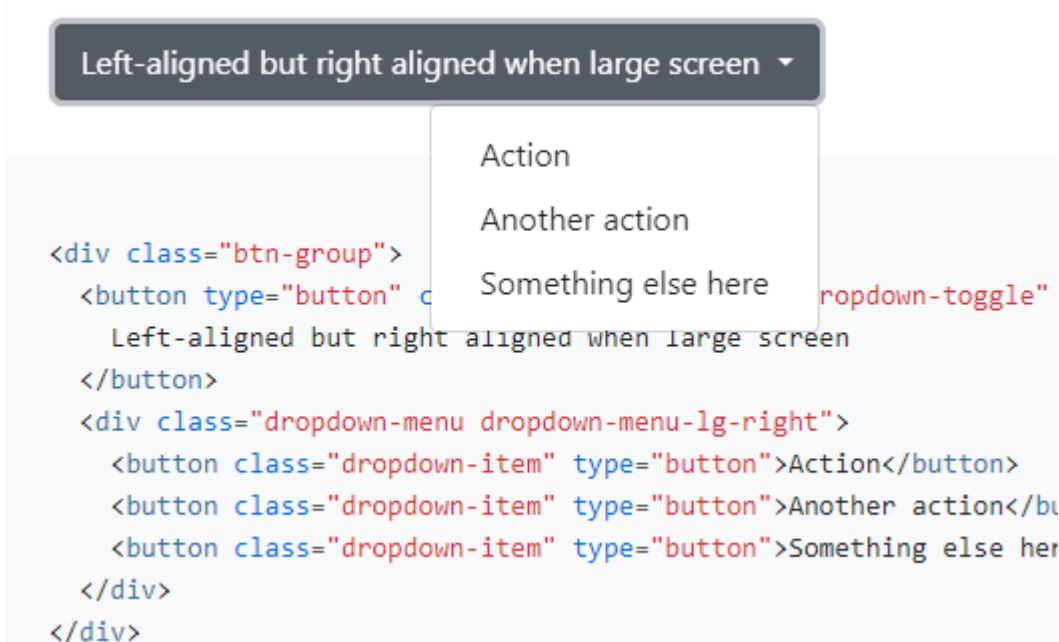 Left-aligned but right aligned when large screen
Action
Another action
Something else here
<div class="btn-group">
<button type="button" ropdown-toggle"
Left-aligned but right aligned when large screen
</button>
<div class="dropdown-menu dropdown-menu-lg-right">
<button class="dropdown-item" type="button">Action</button>
<button class="dropdown-item" type="button">Another action</bu
<button class="dropdown-item" type="button">Something else her
</div>
</div>